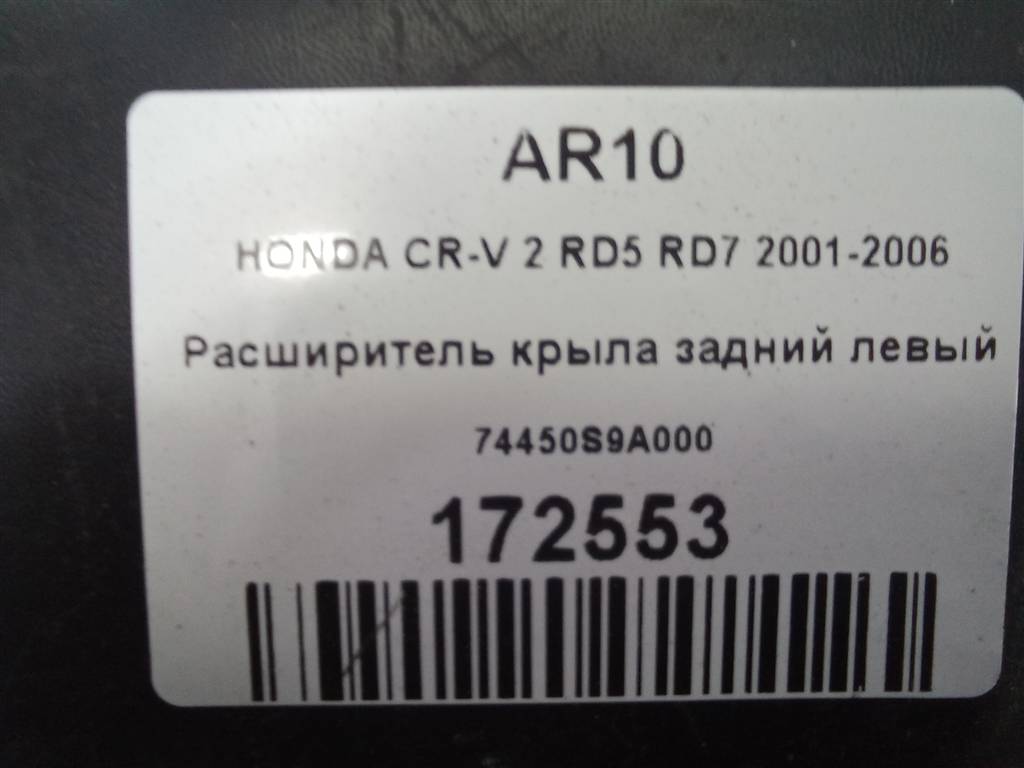 AR10
HONDA CR-V 2 RD5 RD7 2001-2006
Расширитель крыла задний левый
74450S9A000
172553